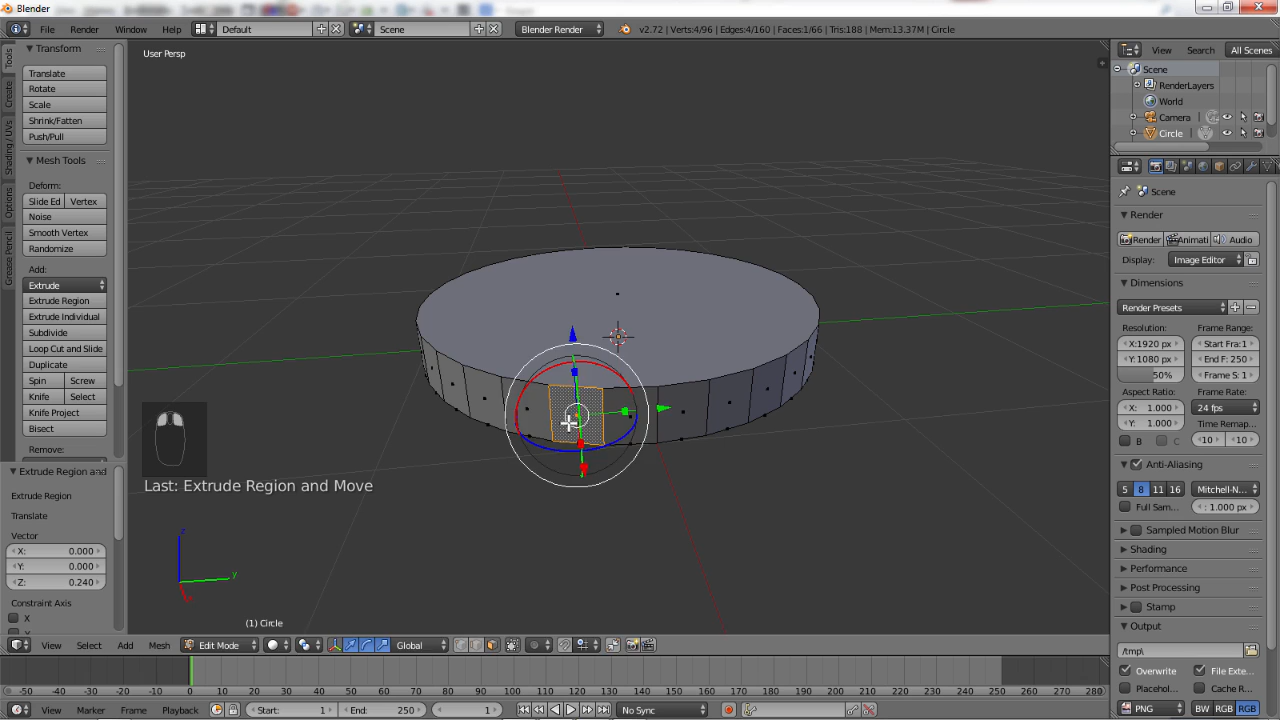 Blender
File Render Window Help Default Scene Blender Render v2.72 | Verts:4/96 | Edges:4/160 | Faces:1/66 | Tris:188 | Mem:13.37M | Circle
User Persp
Tools
Create
Shading / UVs
Options
Grease Pencil
Transform
Translate
Rotate
Scale
Shrink/Fatten
Push/Pull
Mesh Tools
Deform:
Slide Ed Vertex
Noise
Smooth Vertex
Randomize
Add:
Extrude
Extrude Region
Extrude Individual
Subdivide
Loop Cut and Slide
Duplicate
Spin Screw
Knife Select
Knife Project
Bisect
Extrude Region and
Extrude Region
Translate
Vector
X: 0.000
Y: 0.000
Z: 0.240
Constraint Axis
X
Last: Extrude Region and Move
z
y
(1) Circle
View Search All Scenes
Scene
RenderLayers
World
Camera
Circle
Scene
Render
Render Animati Audio
Display: Image Editor
Dimensions
Render Presets
Resolution: Frame Range:
X:1920 px Start Fra:1
Y:1080 px End F: 250
50% Frame S: 1
Aspect Ratio: Frame Rate:
X: 1.000 24 fps
Y: 1.000 Time Remap...
B C 10 10
Anti-Aliasing
5 8 11 16 Mitchell-N...
Full Sam... : 1.000 px
Sampled Motion Blur
Shading
Performance
Post Processing
Stamp
Output
/tmp\
Overwrite File Exte...
Placehol... Cache R...
PNG BW RGB RGB
View Select Add Mesh Edit Mode Global
-50 -40 -30 -20 -10 0 10 20 30 40 50 60 70 80 90 100 110 120 130 140 150 160 170 180 190 200 210 220 230 240 250 260 270 280
View Marker Frame Playback Start: 1 End: 250 1 No Sync